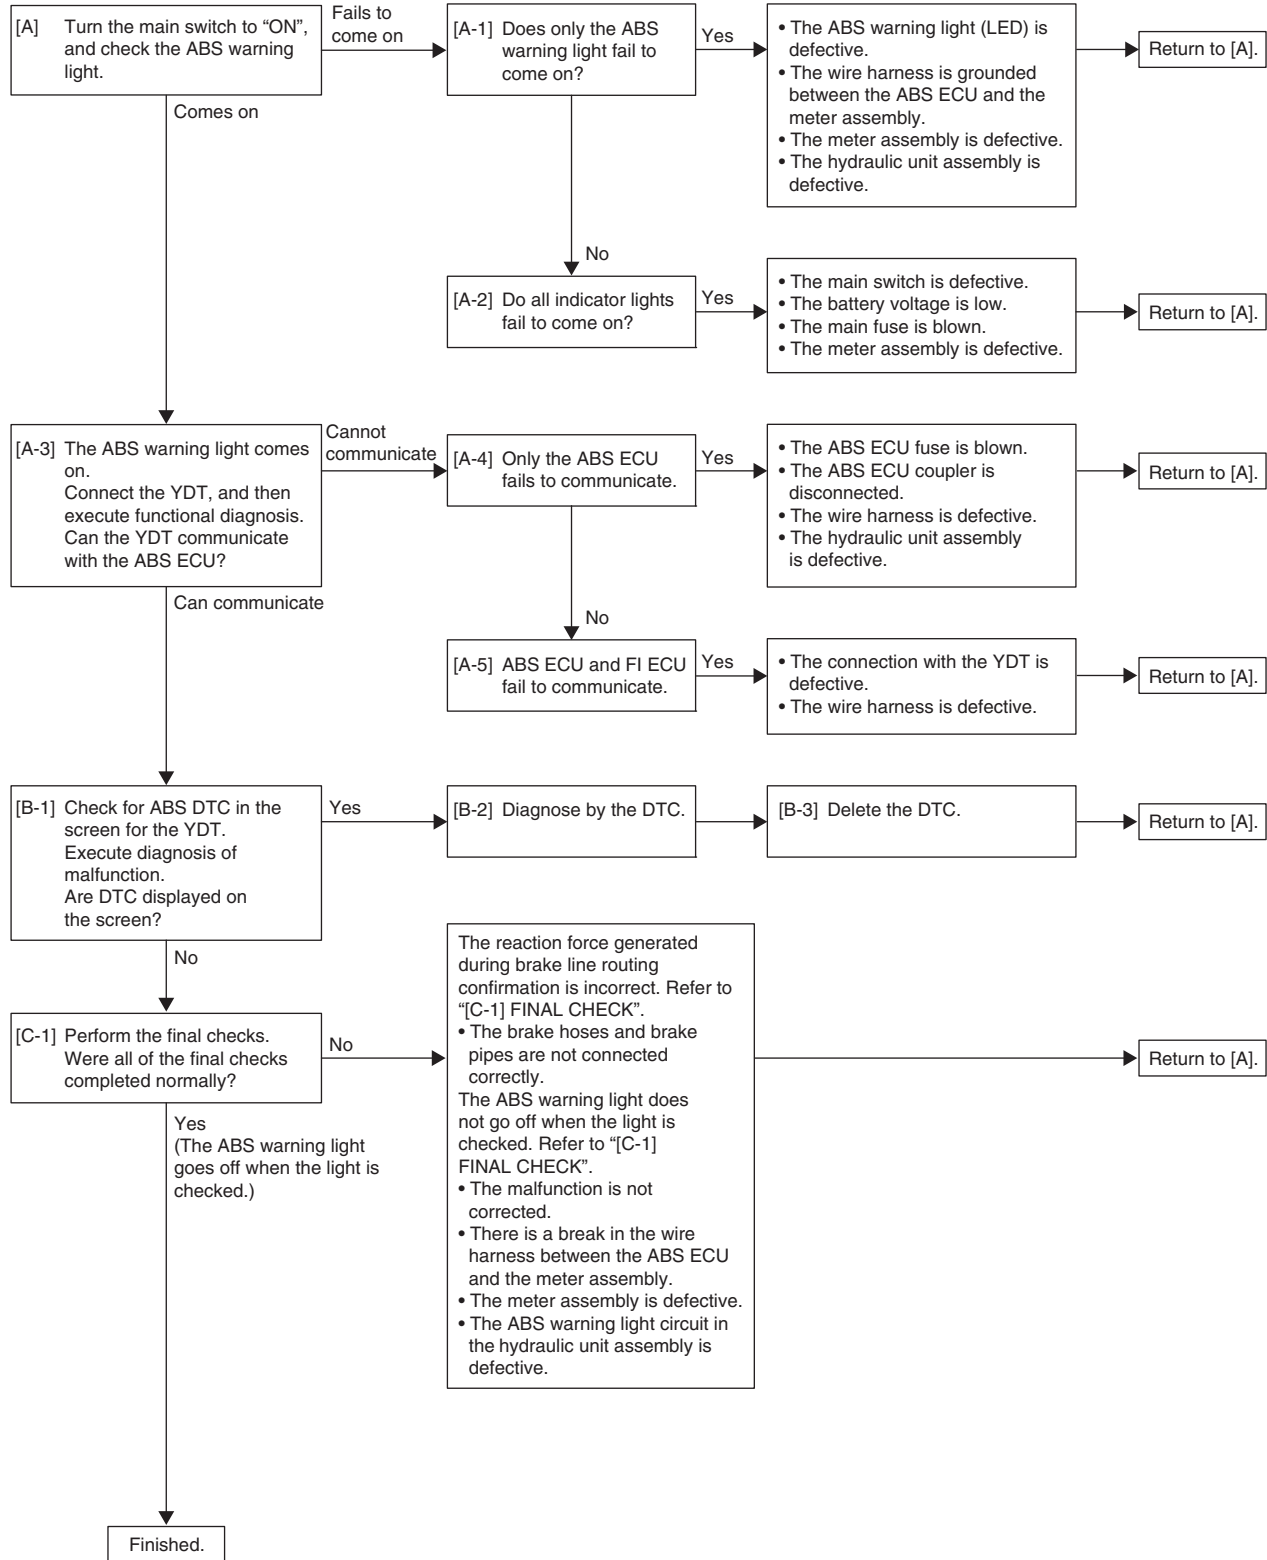 [A] Turn the main switch to “ON”,
and check the ABS warning
light.
Fails to
come on
[A-1] Does only the ABS
warning light fail to
come on?
Yes
• The ABS warning light (LED) is
defective.
• The wire harness is grounded
between the ABS ECU and the
meter assembly.
• The meter assembly is defective.
• The hydraulic unit assembly is
defective.
Return to [A].
Comes on
No
[A-2] Do all indicator lights
fail to come on?
Yes
• The main switch is defective.
• The battery voltage is low.
• The main fuse is blown.
• The meter assembly is defective.
Return to [A].
[A-3] The ABS warning light comes
on.
Connect the YDT, and then
execute functional diagnosis.
Can the YDT communicate
with the ABS ECU?
Cannot
communicate
[A-4] Only the ABS ECU
fails to communicate.
Yes
• The ABS ECU fuse is blown.
• The ABS ECU coupler is
disconnected.
• The wire harness is defective.
• The hydraulic unit assembly
is defective.
Return to [A].
Can communicate
No
[A-5] ABS ECU and FI ECU
fail to communicate.
Yes
• The connection with the YDT is
defective.
• The wire harness is defective.
Return to [A].
[B-1] Check for ABS DTC in the
screen for the YDT.
Execute diagnosis of
malfunction.
Are DTC displayed on
the screen?
Yes
[B-2] Diagnose by the DTC.
[B-3] Delete the DTC.
Return to [A].
No
[C-1] Perform the final checks.
Were all of the final checks
completed normally?
No
The reaction force generated
during brake line routing
confirmation is incorrect. Refer to
“[C-1] FINAL CHECK”.
• The brake hoses and brake
pipes are not connected
correctly.
The ABS warning light does
not go off when the light is
checked. Refer to “[C-1]
FINAL CHECK”.
• The malfunction is not
corrected.
• There is a break in the wire
harness between the ABS ECU
and the meter assembly.
• The meter assembly is defective.
• The ABS warning light circuit in
the hydraulic unit assembly is
defective.
Return to [A].
Yes
(The ABS warning light
goes off when the light is
checked.)
Finished.